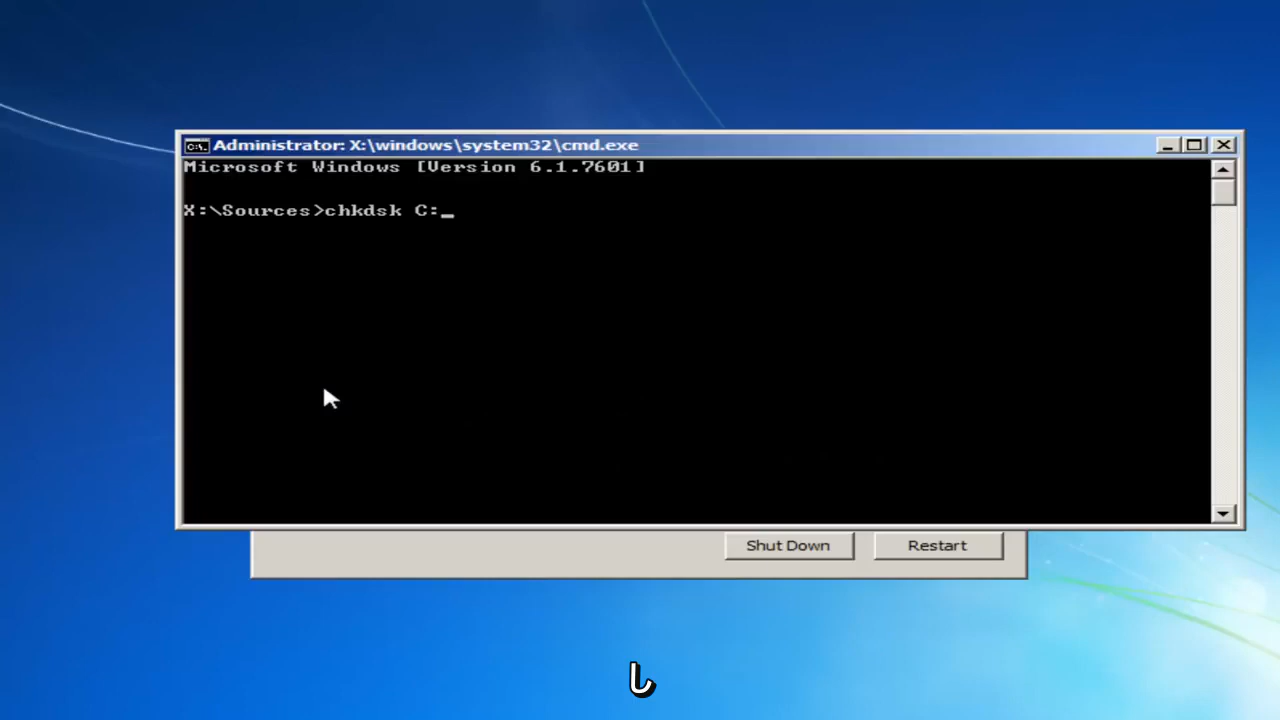 Administrator: X:\windows\system32\cmd.exe
Microsoft Windows [Version 6.1.7601]
X:\Sources>chkdsk C:_
Shut Down
Restart